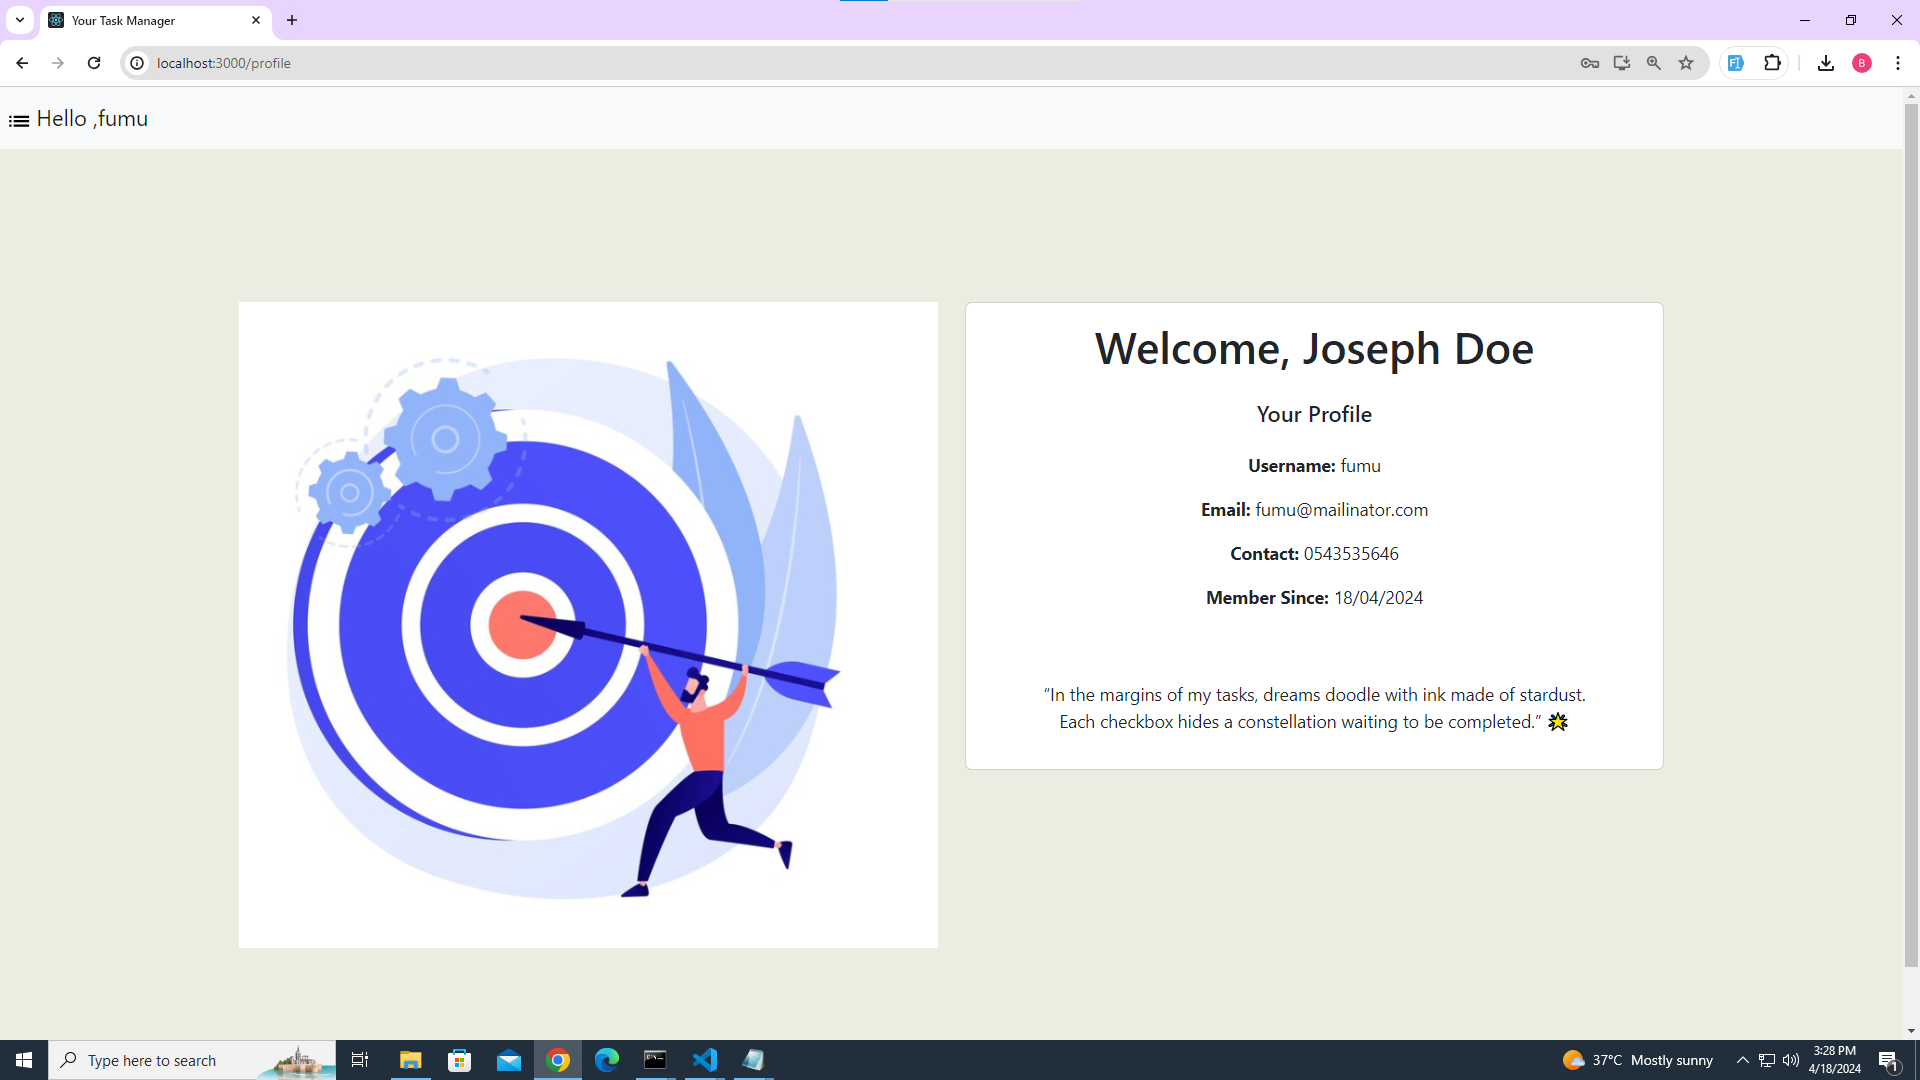 Your Task Manager
localhost:3000/profile
B
Hello ,fumu
Welcome, Joseph Doe
Your Profile
Username: fumu
Email: fumu@mailinator.com
Contact: 0543535646
Member Since: 18/04/2024
“In the margins of my tasks, dreams doodle with ink made of stardust.
Each checkbox hides a constellation waiting to be completed.” 🌟
Type here to search
37°C Mostly sunny
3:28 PM
4/18/2024
1